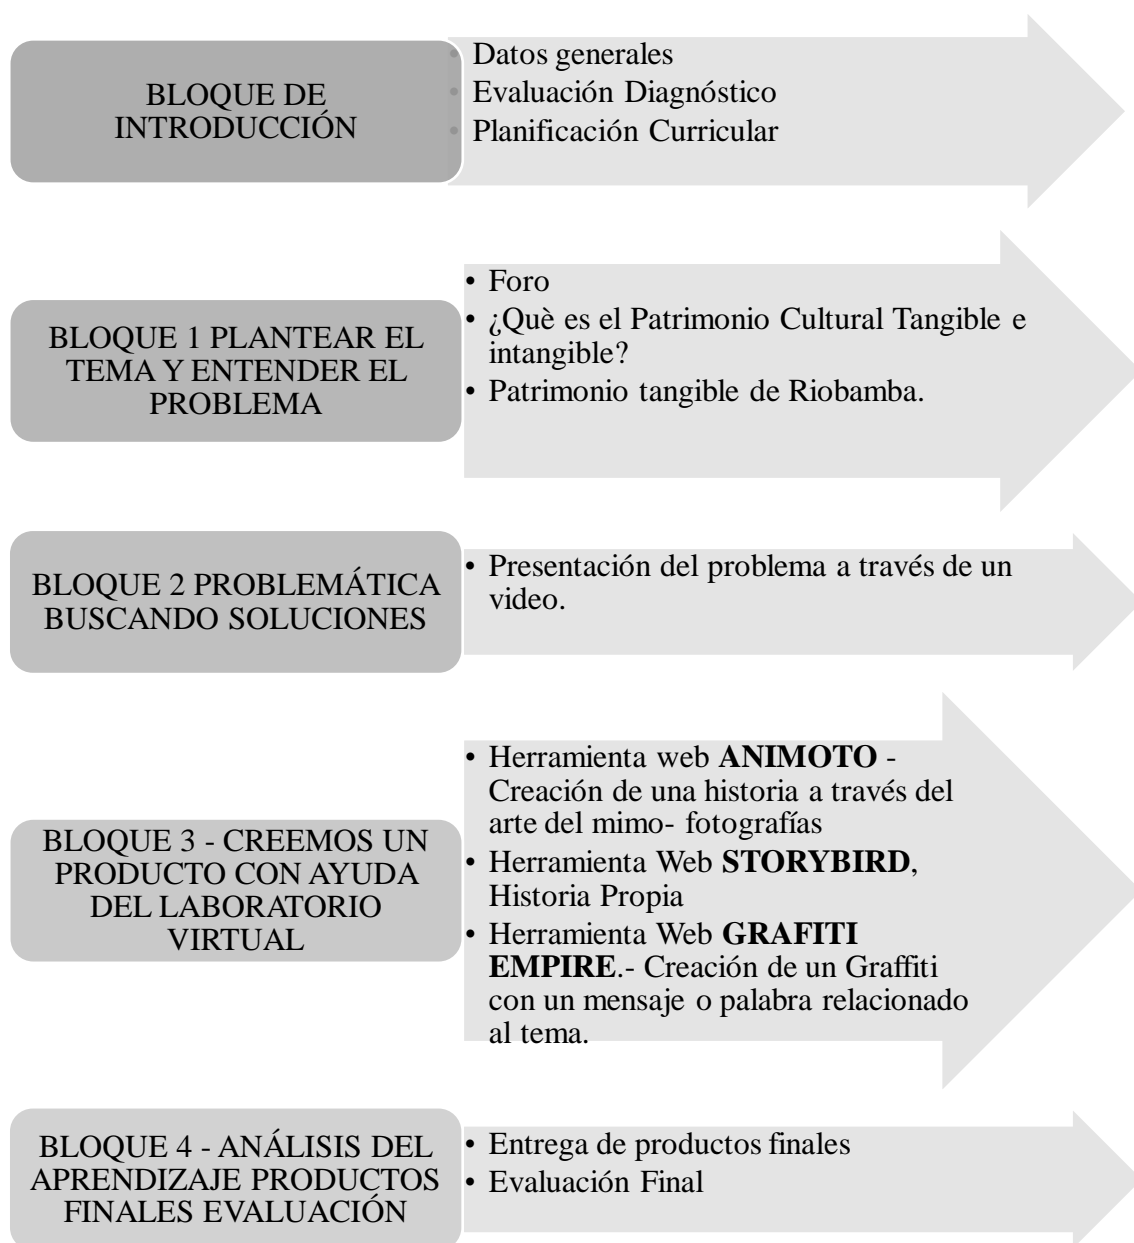 BLOQUE DE
INTRODUCCIÓN
• Datos generales
• Evaluación Diagnóstico
• Planificación Curricular
BLOQUE 1 PLANTEAR EL
TEMA Y ENTENDER EL
PROBLEMA
• Foro
• ¿Què es el Patrimonio Cultural Tangible e
intangible?
• Patrimonio tangible de Riobamba.
BLOQUE 2 PROBLEMÁTICA
BUSCANDO SOLUCIONES
• Presentación del problema a través de un
video.
BLOQUE 3 - CREEMOS UN
PRODUCTO CON AYUDA
DEL LABORATORIO
VIRTUAL
• Herramienta web ANIMOTO -
Creación de una historia a través del
arte del mimo- fotografías
• Herramienta Web STORYBIRD,
Historia Propia
• Herramienta Web GRAFITI
EMPIRE.- Creación de un Graffiti
con un mensaje o palabra relacionado
al tema.
BLOQUE 4 - ANÁLISIS DEL
APRENDIZAJE PRODUCTOS
FINALES EVALUACIÓN
• Entrega de productos finales
• Evaluación Final